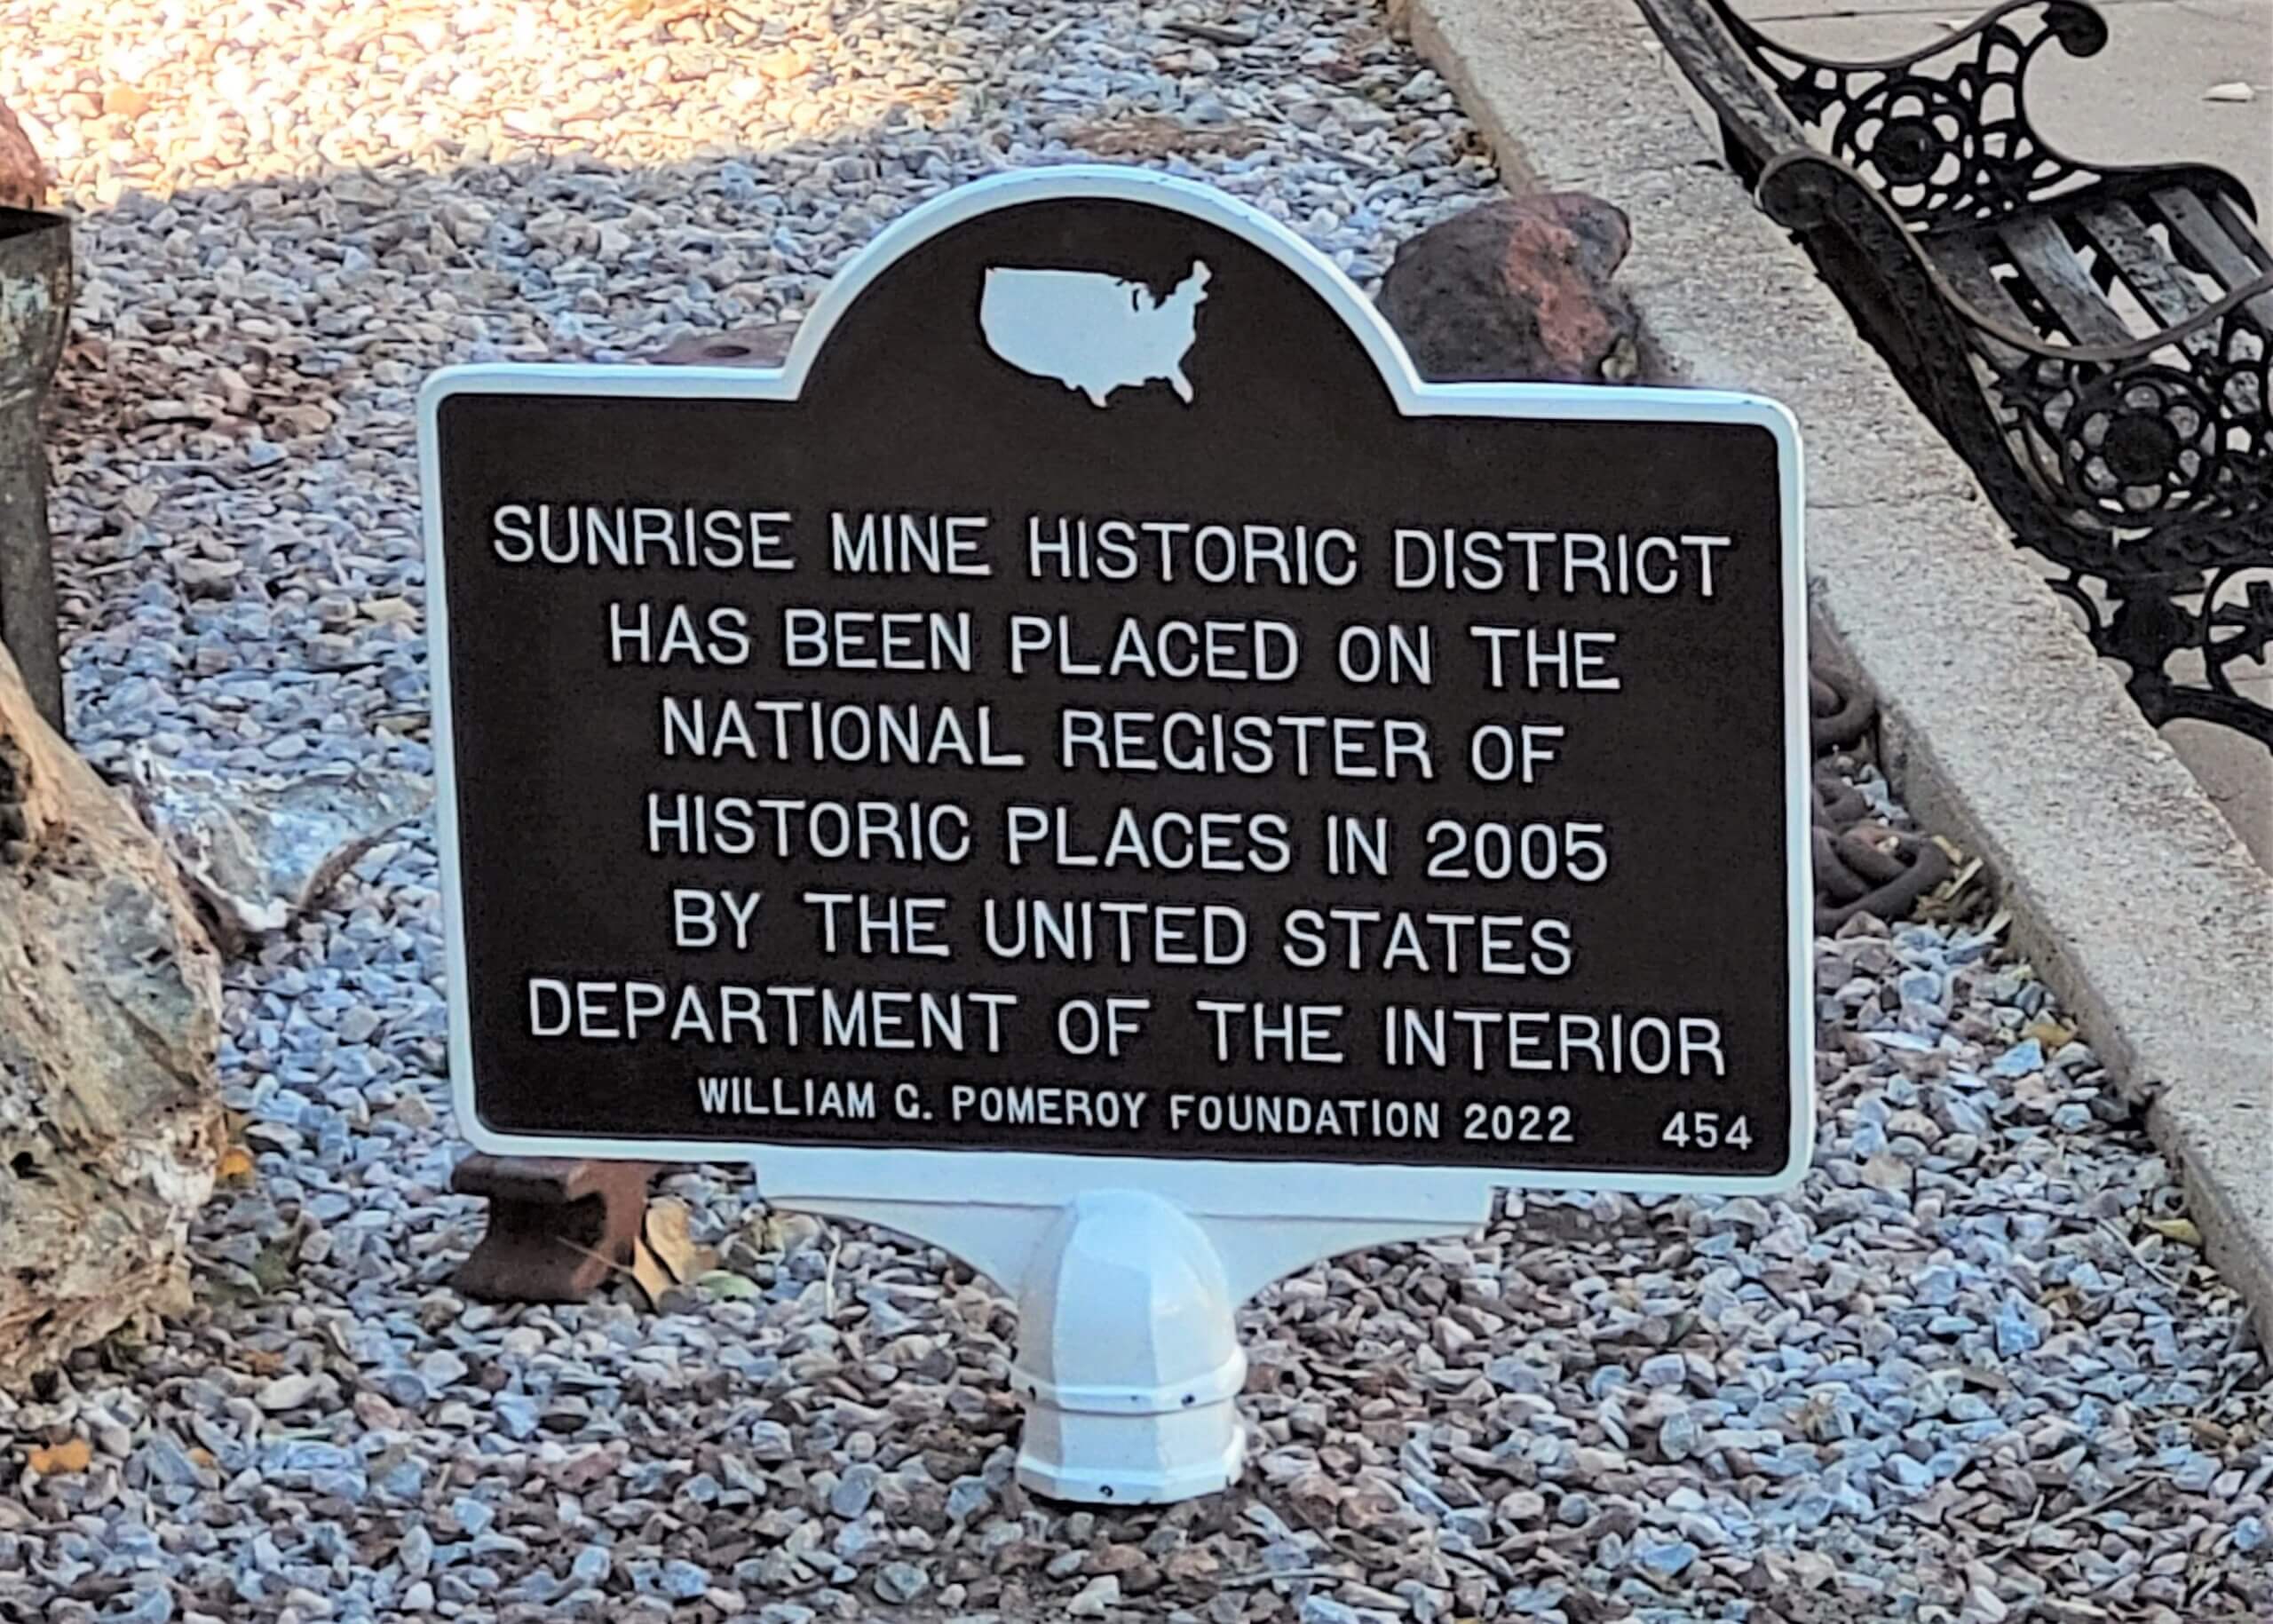 SUNRISE MINE HISTORIC DISTRICT
HAS BEEN PLACED ON THE
NATIONAL REGISTER OF
HISTORIC PLACES IN 2005
BY THE UNITED STATES
DEPARTMENT OF THE INTERIOR
WILLIAM G. POMEROY FOUNDATION 2022 454